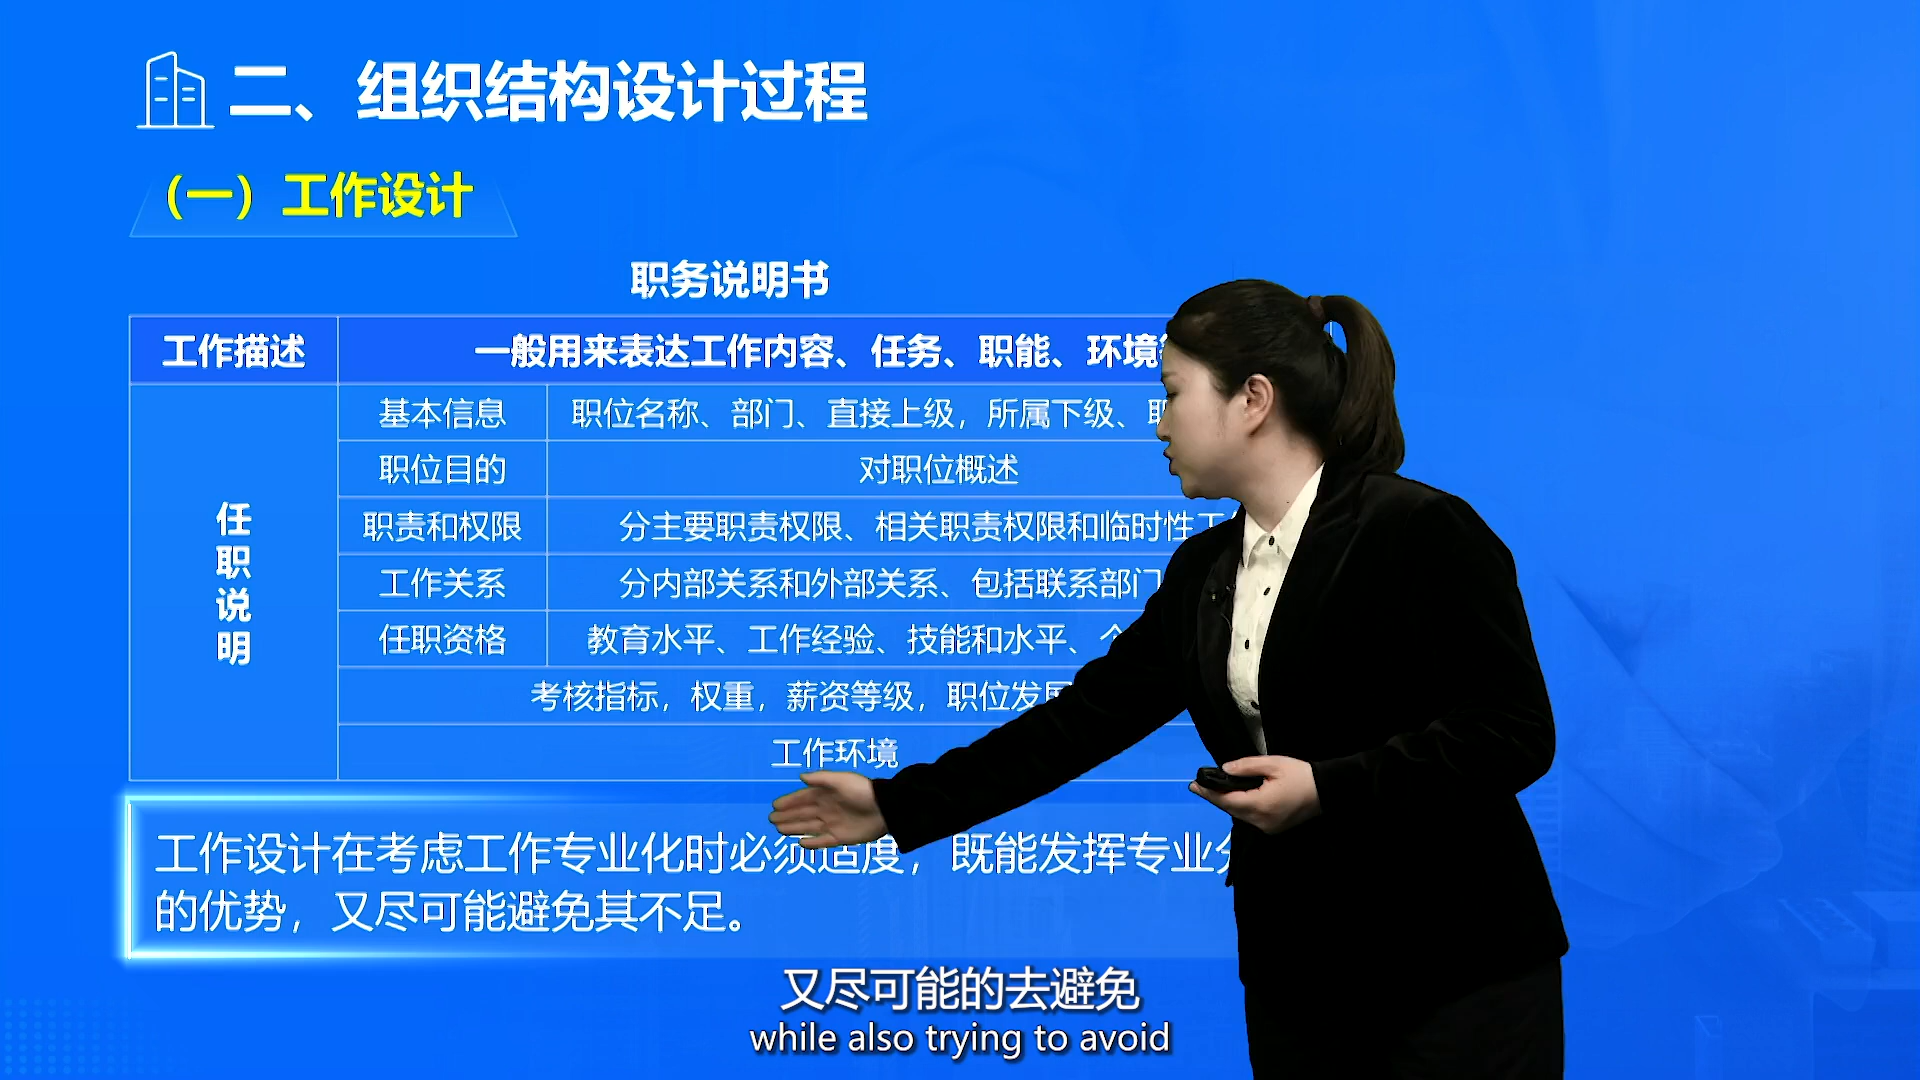 二、组织结构设计过程
（一）工作设计
职务说明书
工作描述
一般用来表达工作内容、任务、职能、环境
任职说明
基本信息
职位名称、部门、直接上级，所属下级、
职位目的
对职位概述
职责和权限
分主要职责权限、相关职责权限和临时性工
工作关系
分内部关系和外部关系、包括联系部门
任职资格
教育水平、工作经验、技能和水平、
考核指标，权重，薪资等级，职位发展
工作环境
工作设计在考虑工作专业化时必须适度，既能发挥专业分
的优势，又尽可能避免其不足。
又尽可能的去避免
while also trying to avoid